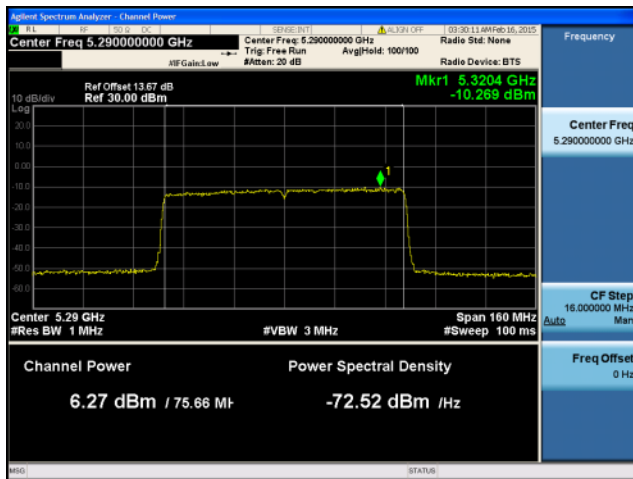 Agilent Spectrum Analyzer - Channel Power
RL RF 50 Ω DC SENSE:INT ALIGN OFF 03:30:11 AM Feb 16, 2015
Center Freq 5.290000000 GHz
Center Freq: 5.290000000 GHz
Radio Std: None
Trig: Free Run Avg|Hold: 100/100
#IFGain:Low
#Atten: 20 dB
Radio Device: BTS
Ref Offset 13.67 dB
Mkr1 5.3204 GHz
10 dB/div Ref 30.00 dBm
-10.269 dBm
Log
20.0
10.0
0.00
1
-10.0
-20.0
-30.0
-40.0
-50.0
-60.0
Center 5.29 GHz
Span 160 MHz
#Res BW 1 MHz
#VBW 3 MHz
#Sweep 100 ms
Channel Power
Power Spectral Density
6.27 dBm / 75.66 MH
-72.52 dBm /Hz
MSG
STATUS
Frequency
Center Freq
5.290000000 GHz
CF Step
16.000000 MHz
Auto Man
Freq Offset
0 Hz